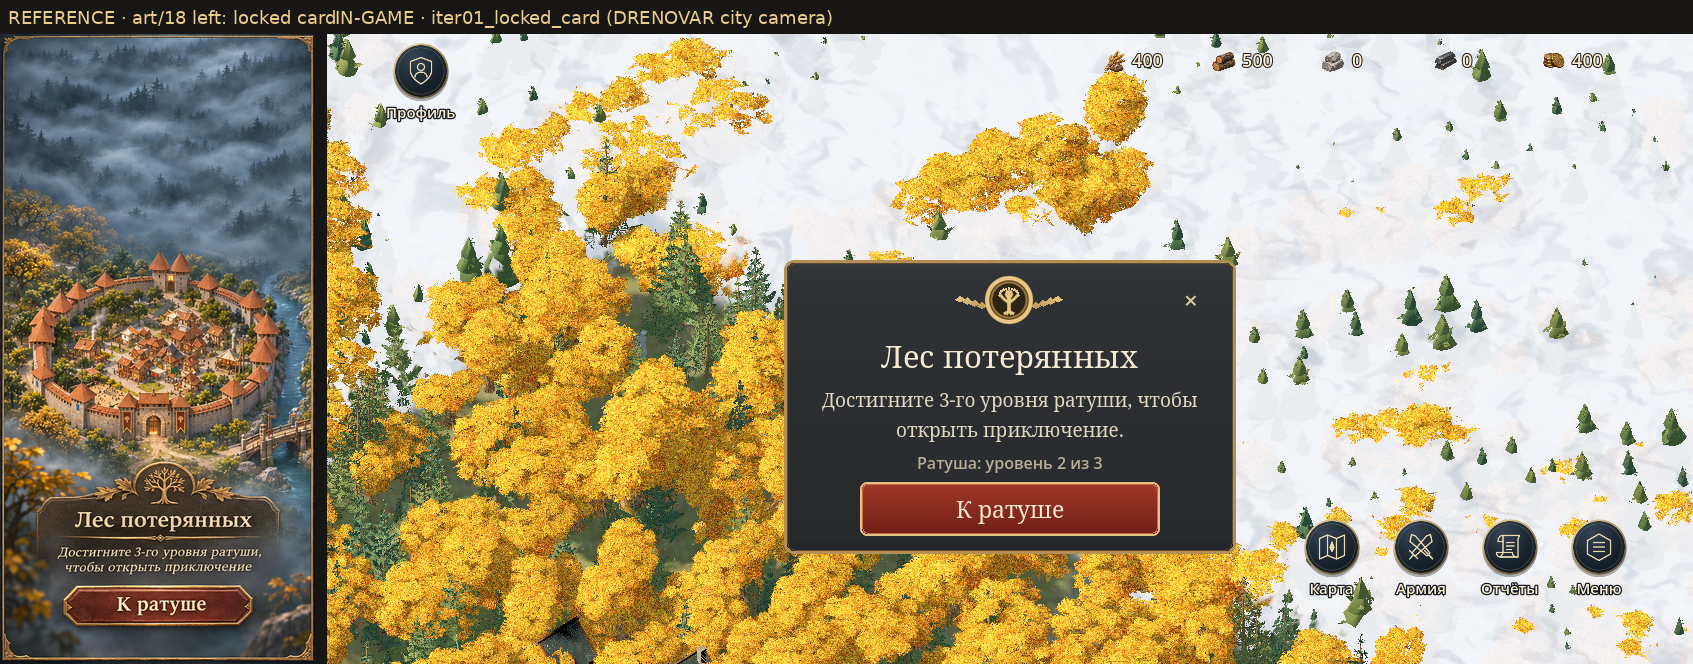 REFERENCE · art/18 left: locked cardIN-GAME · iter01_locked_card (DRENOVAR city camera)
Лес потерянных
Достигните 3-го уровня ратуши,
чтобы открыть приключение
К ратуше
Профиль
400
500
0
0
400
×
Лес потерянных
Достигните 3-го уровня ратуши, чтобы
открыть приключение.
Ратуша: уровень 2 из 3
К ратуше
Карта
Армия
Отчёты
Меню